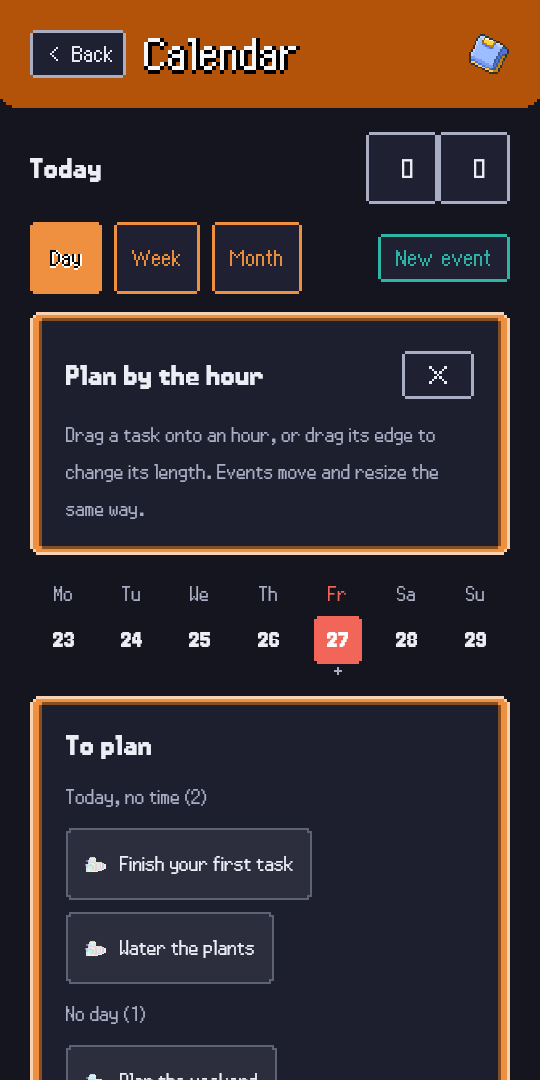 Back
Calendar
Today
Day
Week
Month
New event
Plan by the hour
Drag a task onto an hour, or drag its edge to
change its length. Events move and resize the
same way.
Mo Tu We Th Fr Sa Su
23 24 25 26 27 28 29
+
To plan
Today, no time (2)
Finish your first task
Water the plants
No day (1)
Plan the weekend